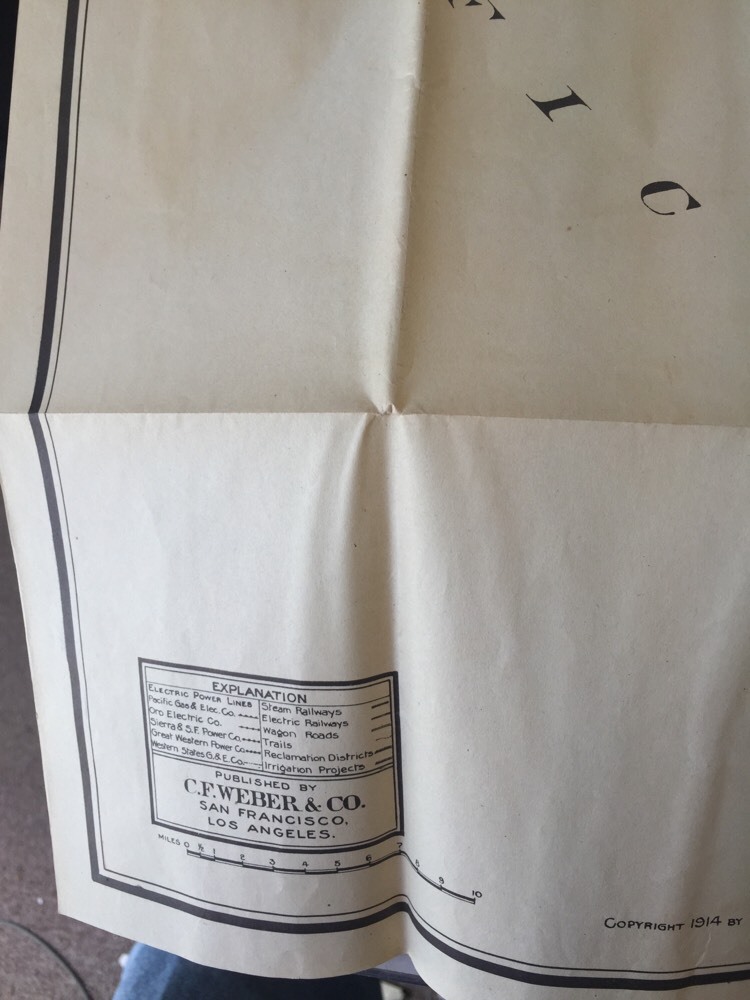 I
C
EXPLANATION
ELECTRIC POWER LINES
Pacific Gas & Elec. Co.
Oro Electric Co.
Sierra & S.F. Power Co.
Great Western Power Co.
Western States G. & E. Co.
Steam Railways
Electric Railways
Wagon Roads
Trails
Reclamation Districts
Irrigation Projects
PUBLISHED BY
C.F. WEBER & CO.
SAN FRANCISCO,
LOS ANGELES.
MILES 0 ½ 1 2 3 4 5 6 7 8 9 10
COPYRIGHT 1914 BY